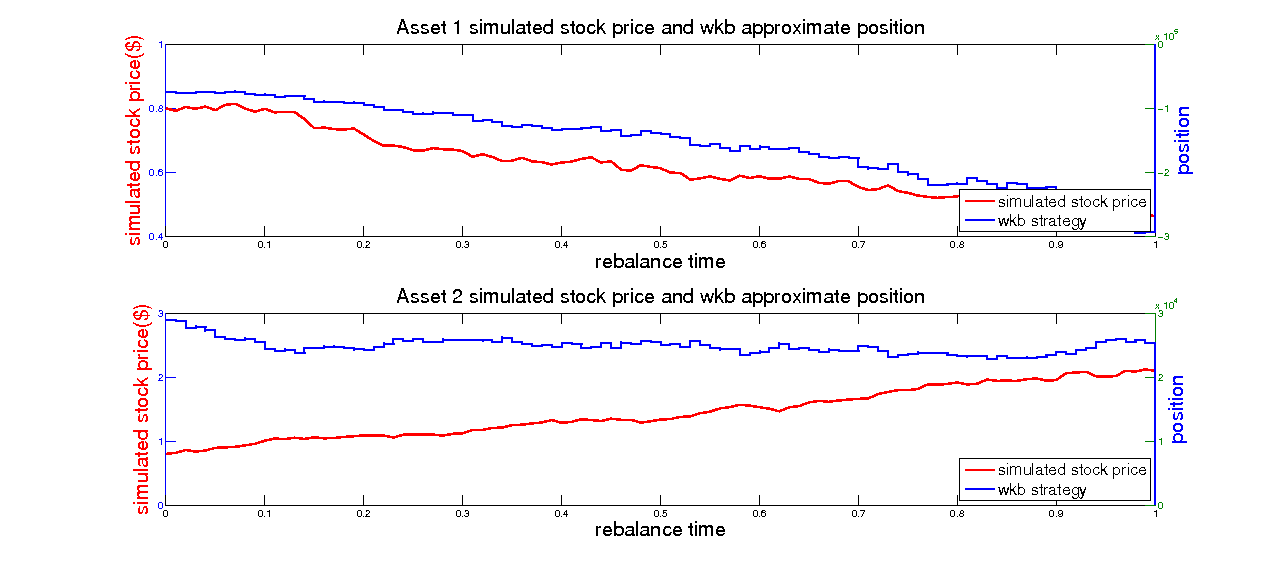 Asset 1 simulated stock price and wkb approximate position
x 10^5
simulated stock price($)
1
0.8
0.6
0.4
0
-1
-2
-3
position
simulated stock price
wkb strategy
0 0.1 0.2 0.3 0.4 0.5 0.6 0.7 0.8 0.9 1
rebalance time
Asset 2 simulated stock price and wkb approximate position
x 10^4
simulated stock price($)
3
2
1
0
3
2
1
0
position
simulated stock price
wkb strategy
0 0.1 0.2 0.3 0.4 0.5 0.6 0.7 0.8 0.9 1
rebalance time